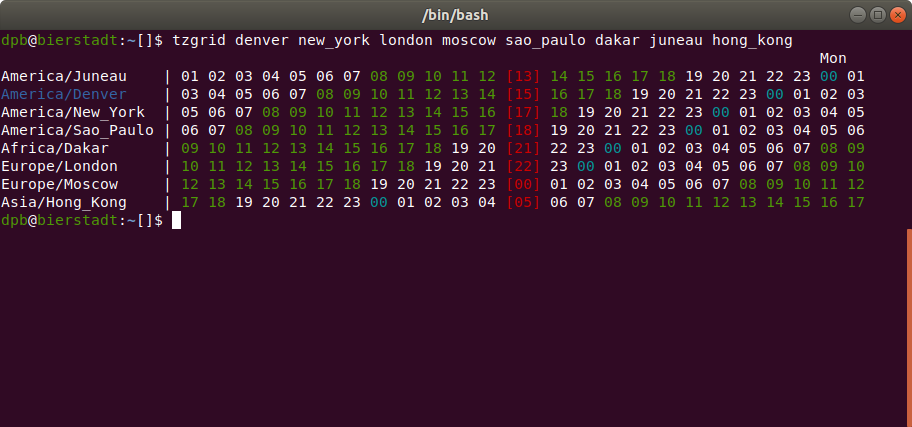 /bin/bash
dpb@bierstadt:~[]$ tzgrid denver new_york london moscow sao_paulo dakar juneau hong_kong
Mon
America/Juneau | 01 02 03 04 05 06 07 08 09 10 11 12 [13] 14 15 16 17 18 19 20 21 22 23 00 01
America/Denver | 03 04 05 06 07 08 09 10 11 12 13 14 [15] 16 17 18 19 20 21 22 23 00 01 02 03
America/New_York | 05 06 07 08 09 10 11 12 13 14 15 16 [17] 18 19 20 21 22 23 00 01 02 03 04 05
America/Sao_Paulo | 06 07 08 09 10 11 12 13 14 15 16 17 [18] 19 20 21 22 23 00 01 02 03 04 05 06
Africa/Dakar | 09 10 11 12 13 14 15 16 17 18 19 20 [21] 22 23 00 01 02 03 04 05 06 07 08 09
Europe/London | 10 11 12 13 14 15 16 17 18 19 20 21 [22] 23 00 01 02 03 04 05 06 07 08 09 10
Europe/Moscow | 12 13 14 15 16 17 18 19 20 21 22 23 [00] 01 02 03 04 05 06 07 08 09 10 11 12
Asia/Hong_Kong | 17 18 19 20 21 22 23 00 01 02 03 04 [05] 06 07 08 09 10 11 12 13 14 15 16 17
dpb@bierstadt:~[]$